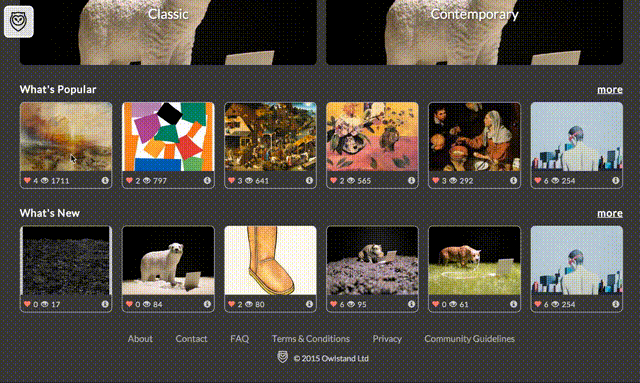 Classic Contemporary
What's Popular more
4 1711 2 797 3 641 2 565 3 292 6 254
What's New more
0 17 0 84 2 80 6 95 0 61 6 254
About Contact FAQ Terms & Conditions Privacy Community Guidelines
© 2015 Owlstand Ltd